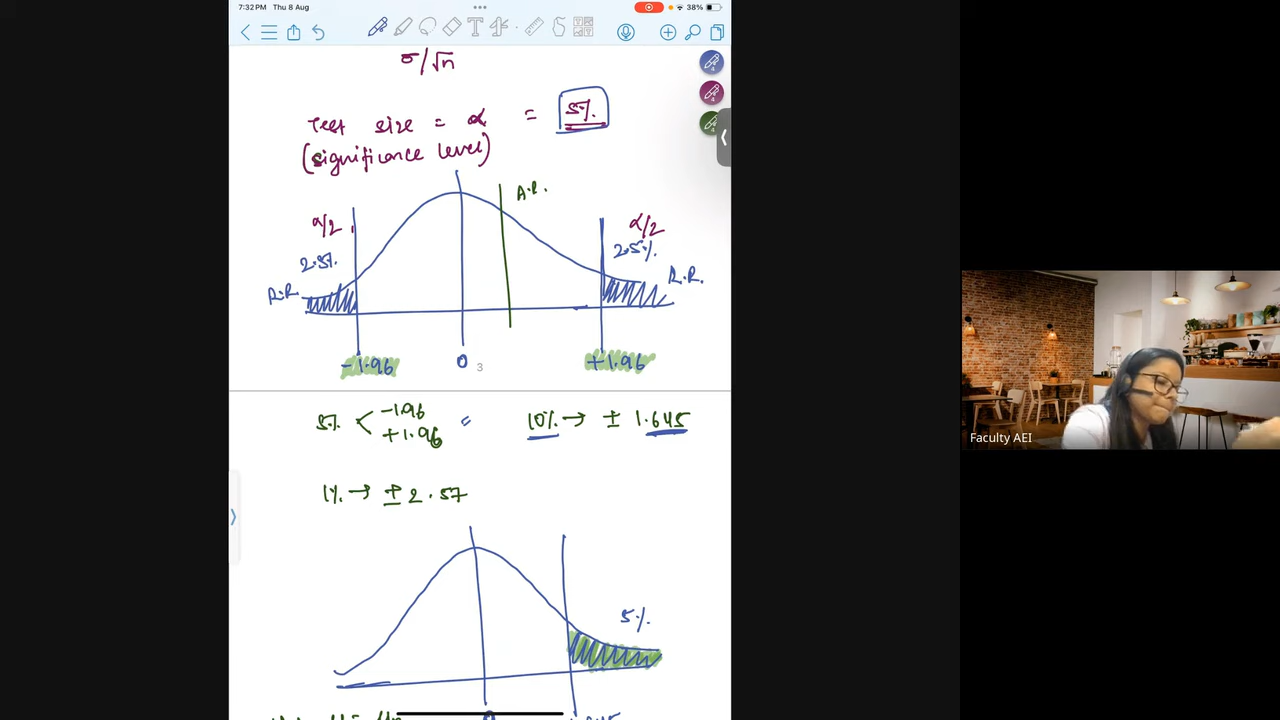 7:32 PM Thu 8 Aug
38%
σ/√n
Test size = α = 5%.
(significance level)
A.R.
α/2
α/2
2.5%
2.5%
R.R.
R.R.
-1.96
0
3
+1.96
5% < -1.96 +1.96 =
10% → ± 1.645
1% → ± 2.57
5%
Faculty AEI